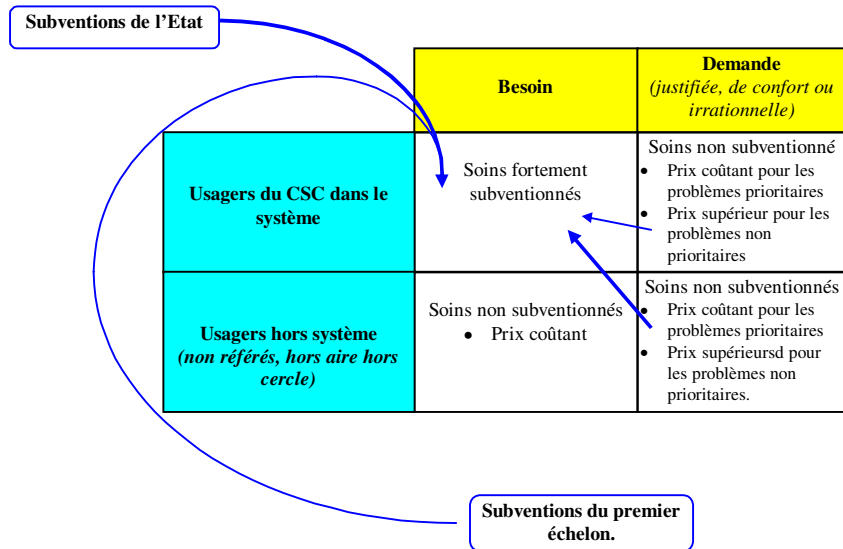 Subventions de l'Etat
Besoin
Demande
(justifiée, de confort ou
irrationnelle)
Usagers du CSC dans le
système
Soins fortement
subventionnés
Soins non subventionné
• Prix coûtant pour les
problèmes prioritaires
• Prix supérieur pour les
problèmes non
prioritaires
Usagers hors système
(non référés, hors aire hors
cercle)
Soins non subventionnés
• Prix coûtant
Soins non subventionnés
• Prix coûtant pour les
problèmes prioritaires
• Prix supérieursd pour
les problèmes non
prioritaires.
Subventions du premier
échelon.